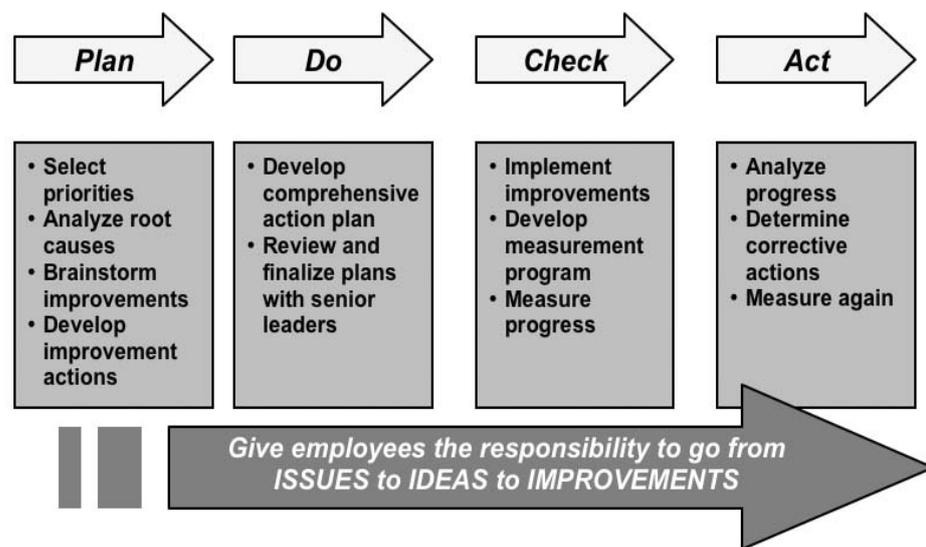 Plan
Do
Check
Act
• Select
priorities
• Analyze root
causes
• Brainstorm
improvements
• Develop
improvement
actions
• Develop
comprehensive
action plan
• Review and
finalize plans
with senior
leaders
• Implement
improvements
• Develop
measurement
program
• Measure
progress
• Analyze
progress
• Determine
corrective
actions
• Measure again
Give employees the responsibility to go from
ISSUES to IDEAS to IMPROVEMENTS